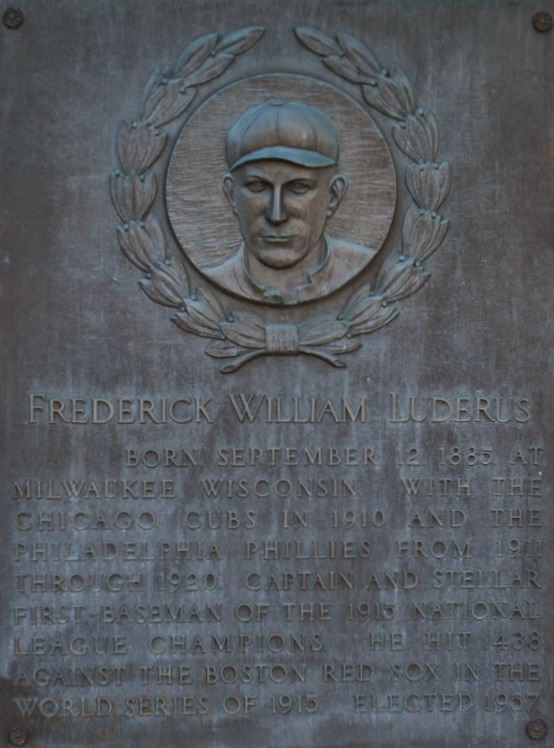 FREDERICK WILLIAM LUDERUS
BORN, SEPTEMBER 12 1885, AT
MILWAUKEE WISCONSIN. WITH THE
CHICAGO CUBS IN 1910 AND THE
PHILADELPHIA PHILLIES FROM 1911
THROUGH 1920. CAPTAIN AND STELLAR
FIRST-BASEMAN OF THE 1915 NATIONAL
LEAGUE CHAMPIONS. HE HIT .438
AGAINST THE BOSTON RED SOX IN THE
WORLD SERIES OF 1915. ELECTED 1957